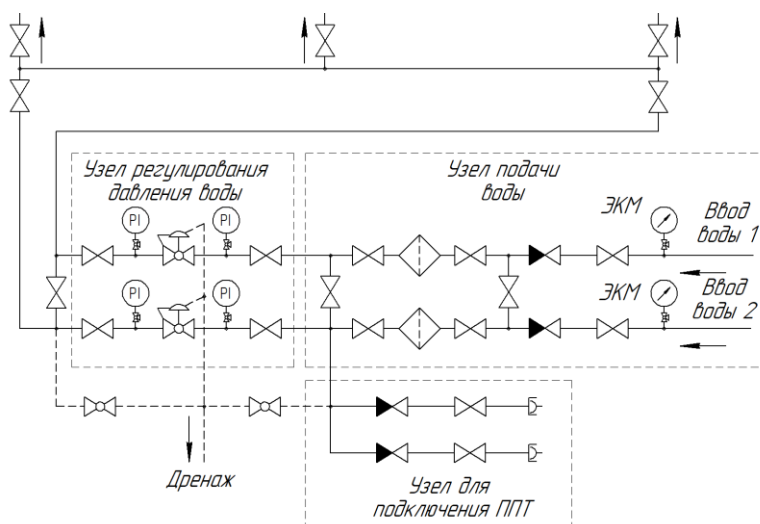 Узел регулирования
давления воды
Узел подачи
воды
PI
PI
ЭКМ
Ввод
воды 1
PI
PI
ЭКМ
Ввод
воды 2
Дренаж
Узел для
подключения ППТ